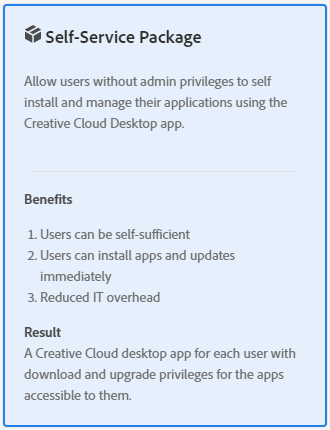 Self-Service Package
Allow users without admin privileges to self
install and manage their applications using the
Creative Cloud Desktop app.
Benefits
1. Users can be self-sufficient
2. Users can install apps and updates
immediately
3. Reduced IT overhead
Result
A Creative Cloud desktop app for each user with
download and upgrade privileges for the apps
accessible to them.